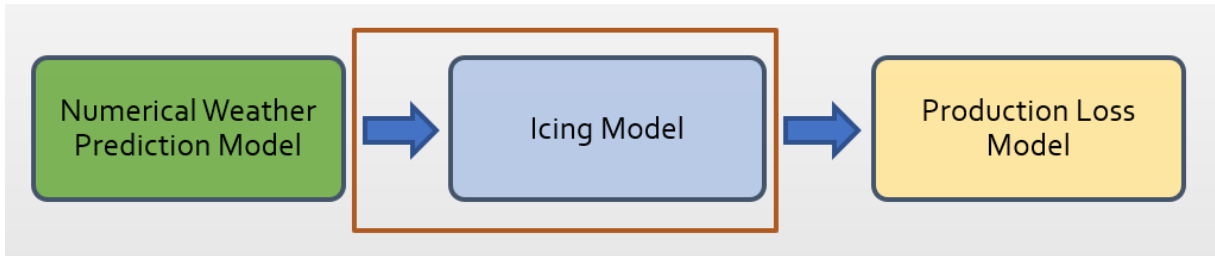 Numerical Weather
Prediction Model
Icing Model
Production Loss
Model